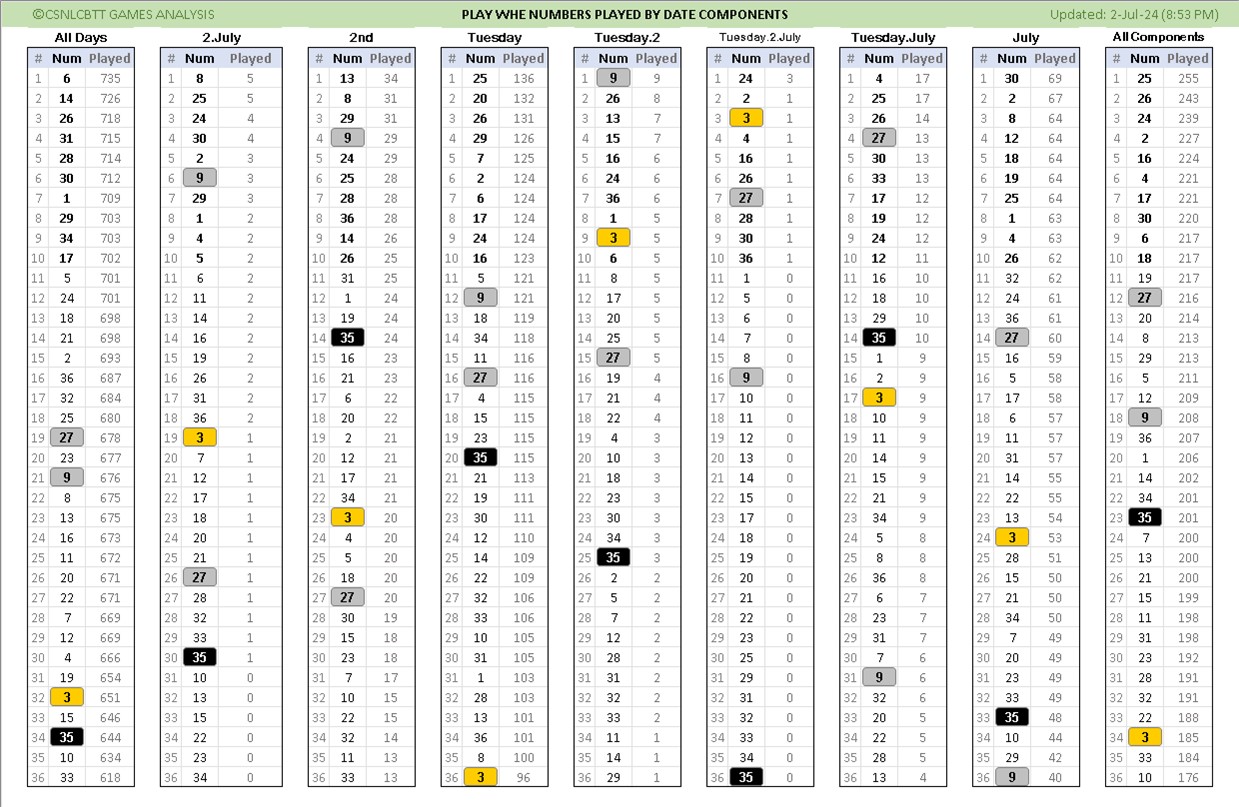 ©CSNLCBTT GAMES ANALYSIS PLAY WHE NUMBERS PLAYED BY DATE COMPONENTS Updated: 2-Jul-24 (8:53 PM)
All Days 2.July 2nd Tuesday Tuesday.2 Tuesday.2.July Tuesday.July July All Components
# Num Played # Num Played # Num Played # Num Played # Num Played # Num Played # Num Played # Num Played # Num Played
1 6 735 1 8 5 1 13 34 1 25 136 1 9 9 1 24 3 1 4 17 1 30 69 1 25 255
2 14 726 2 25 5 2 8 31 2 20 132 2 26 8 2 2 1 2 25 17 2 2 67 2 26 243
3 26 718 3 24 4 3 29 31 3 26 131 3 13 7 3 3 1 3 26 14 3 8 64 3 24 239
4 31 715 4 30 4 4 9 29 4 29 126 4 15 7 4 4 1 4 27 13 4 12 64 4 2 227
5 28 714 5 2 3 5 24 29 5 7 125 5 16 6 5 16 1 5 30 13 5 18 64 5 16 224
6 30 712 6 9 3 6 25 28 6 2 124 6 24 6 6 26 1 6 33 13 6 19 64 6 4 221
7 1 709 7 29 3 7 28 28 7 6 124 7 36 6 7 27 1 7 17 12 7 25 64 7 17 221
8 29 703 8 1 2 8 36 28 8 17 124 8 1 5 8 28 1 8 19 12 8 1 63 8 30 220
9 34 703 9 4 2 9 14 26 9 24 124 9 3 5 9 30 1 9 24 12 9 4 63 9 6 217
10 17 702 10 5 2 10 26 25 10 16 123 10 6 5 10 36 1 10 12 11 10 26 62 10 18 217
11 5 701 11 6 2 11 31 25 11 5 121 11 8 5 11 1 0 11 16 10 11 32 62 11 19 217
12 24 701 12 11 2 12 1 24 12 9 121 12 17 5 12 5 0 12 18 10 12 24 61 12 27 216
13 18 698 13 14 2 13 19 24 13 18 119 13 20 5 13 6 0 13 29 10 13 36 61 13 20 214
14 21 698 14 16 2 14 35 24 14 34 118 14 25 5 14 7 0 14 35 10 14 27 60 14 8 213
15 2 693 15 19 2 15 16 23 15 11 116 15 27 5 15 8 0 15 1 9 15 16 59 15 29 213
16 36 687 16 26 2 16 21 23 16 27 116 16 19 4 16 9 0 16 2 9 16 5 58 16 5 211
17 32 684 17 31 2 17 6 22 17 4 115 17 21 4 17 10 0 17 3 9 17 17 58 17 12 209
18 25 680 18 36 2 18 20 22 18 15 115 18 22 4 18 11 0 18 10 9 18 6 57 18 9 208
19 27 678 19 3 1 19 2 21 19 23 115 19 4 3 19 12 0 19 11 9 19 11 57 19 36 207
20 23 677 20 7 1 20 12 21 20 35 115 20 10 3 20 13 0 20 14 9 20 31 57 20 1 206
21 9 676 21 12 1 21 17 21 21 21 113 21 18 3 21 14 0 21 15 9 21 14 55 21 14 202
22 8 675 22 17 1 22 34 21 22 19 111 22 23 3 22 15 0 22 21 9 22 22 55 22 34 201
23 13 675 23 18 1 23 3 20 23 30 111 23 30 3 23 17 0 23 34 9 23 13 54 23 35 201
24 16 673 24 20 1 24 4 20 24 12 110 24 34 3 24 18 0 24 5 8 24 3 53 24 7 200
25 11 672 25 21 1 25 5 20 25 14 109 25 35 3 25 19 0 25 8 8 25 28 51 25 13 200
26 20 671 26 27 1 26 18 20 26 22 109 26 2 2 26 20 0 26 36 8 26 15 50 26 21 200
27 22 671 27 28 1 27 27 20 27 32 106 27 5 2 27 21 0 27 6 7 27 21 50 27 15 199
28 7 669 28 32 1 28 30 19 28 33 106 28 7 2 28 22 0 28 23 7 28 34 50 28 11 198
29 12 669 29 33 1 29 15 18 29 10 105 29 12 2 29 23 0 29 31 7 29 7 49 29 31 198
30 4 666 30 35 1 30 23 18 30 31 105 30 28 2 30 25 0 30 7 6 30 20 49 30 23 192
31 19 654 31 10 0 31 7 17 31 1 103 31 31 2 31 29 0 31 9 6 31 23 49 31 28 191
32 3 651 32 13 0 32 10 15 32 28 103 32 32 2 32 31 0 32 32 6 32 33 49 32 32 191
33 15 646 33 15 0 33 22 15 33 13 101 33 33 2 33 32 0 33 20 5 33 35 48 33 22 188
34 35 644 34 22 0 34 32 14 34 36 101 34 11 1 34 33 0 34 22 5 34 10 44 34 3 185
35 10 634 35 23 0 35 11 13 35 8 100 35 14 1 35 34 0 35 28 5 35 29 42 35 33 184
36 33 618 36 34 0 36 33 13 36 3 96 36 29 1 36 35 0 36 13 4 36 9 40 36 10 176